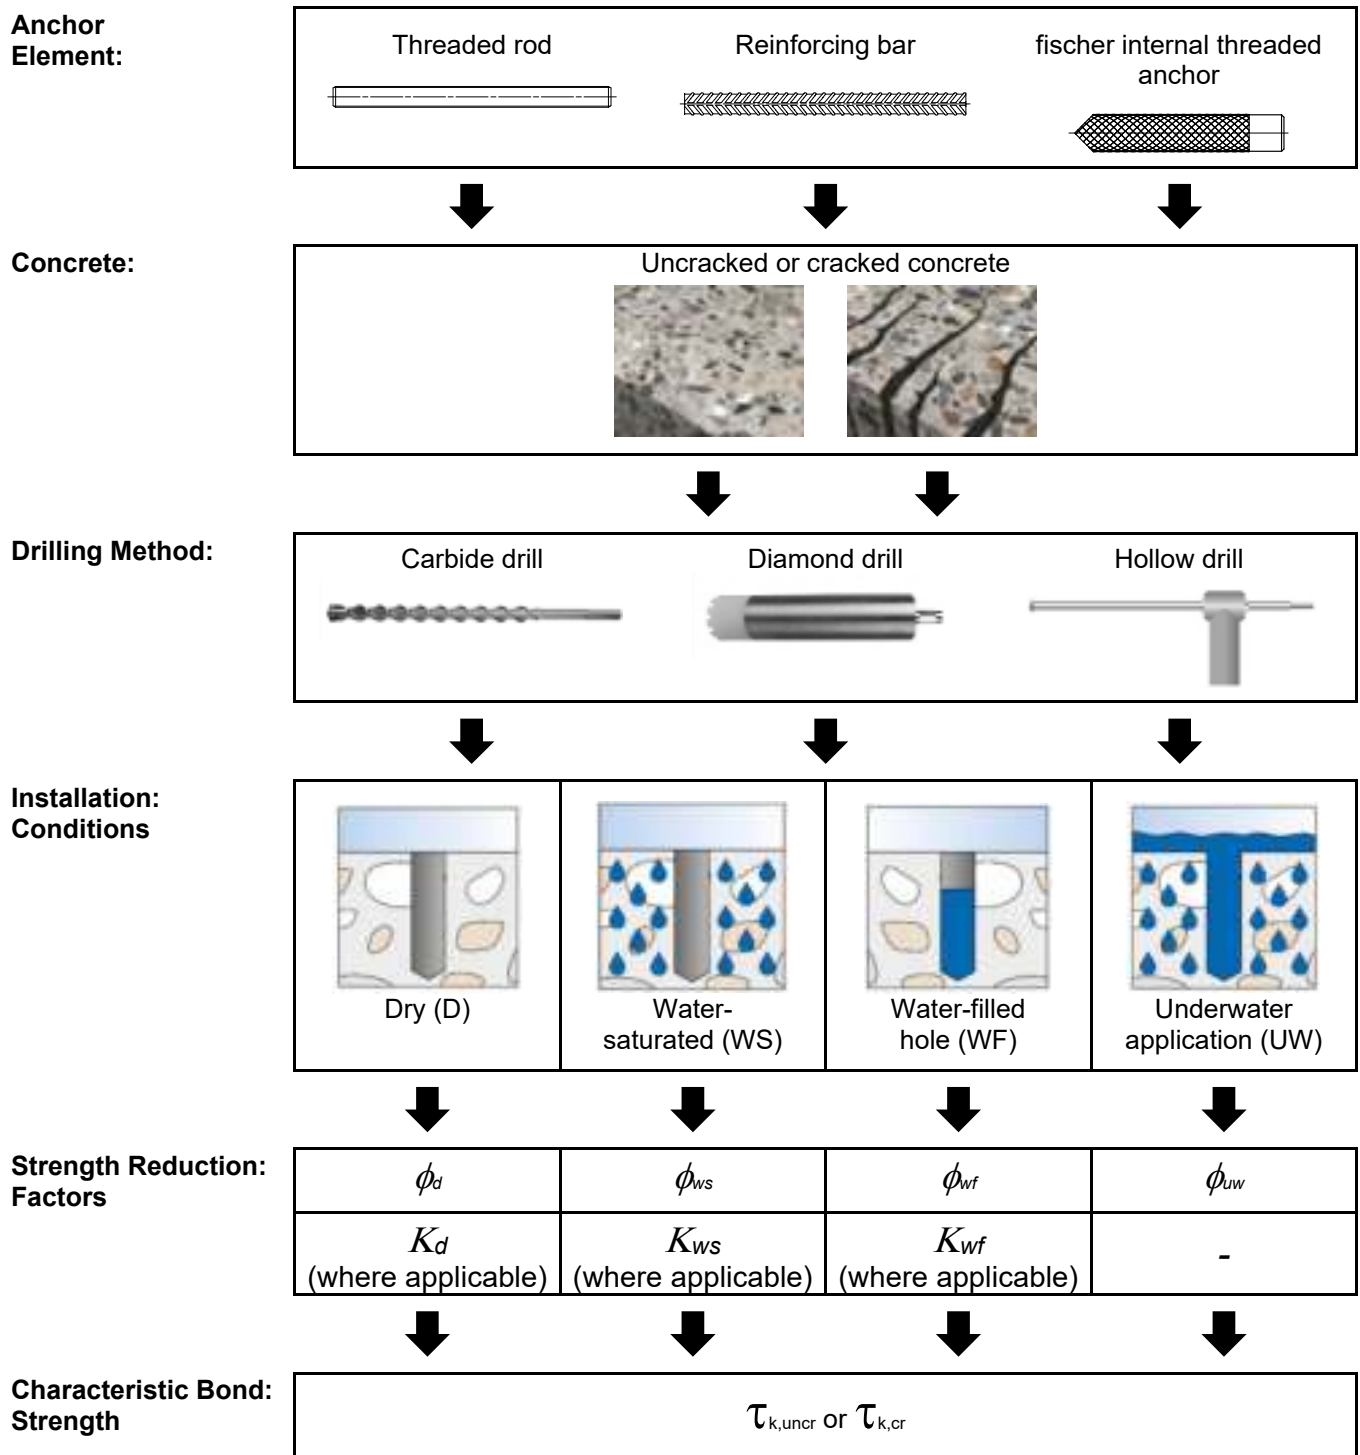 Anchor
Element:
Threaded rod
Reinforcing bar
fischer internal threaded
anchor
Concrete:
Uncracked or cracked concrete
Drilling Method:
Carbide drill
Diamond drill
Hollow drill
Installation:
Conditions
Dry (D)
Water-
saturated (WS)
Water-filled
hole (WF)
Underwater
application (UW)
Strength Reduction:
Factors
ϕd
ϕws
ϕwf
ϕuw
Kd
(where applicable)
Kws
(where applicable)
Kwf
(where applicable)
-
Characteristic Bond:
Strength
τk,uncr or τk,cr